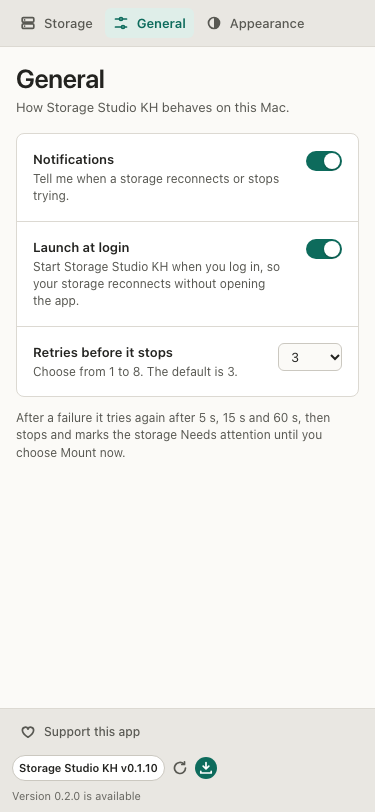 Storage General Appearance
General
How Storage Studio KH behaves on this Mac.
Notifications
Tell me when a storage reconnects or stops
trying.
Launch at login
Start Storage Studio KH when you log in, so
your storage reconnects without opening
the app.
Retries before it stops
3
Choose from 1 to 8. The default is 3.
After a failure it tries again after 5 s, 15 s and 60 s, then
stops and marks the storage Needs attention until you
choose Mount now.
Support this app
Storage Studio KH v0.1.10
Version 0.2.0 is available